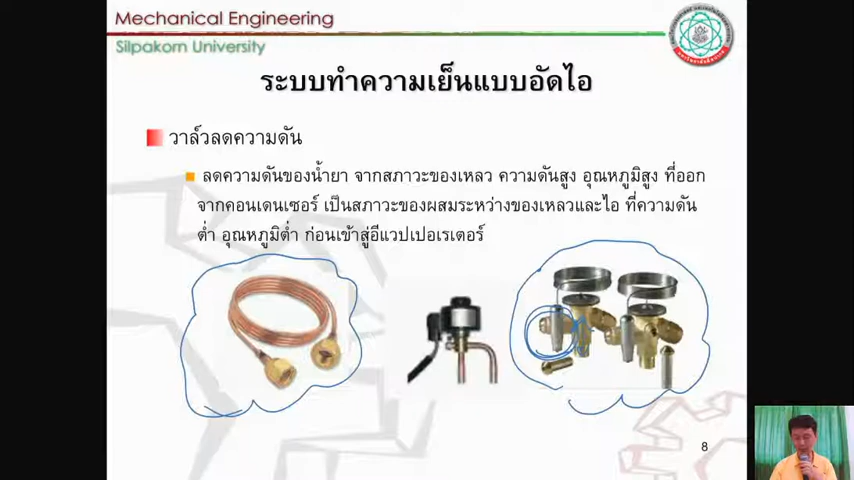 Mechanical Engineering
Silpakorn University
ระบบทำความเย็นแบบอัดไอ
วาล์วลดความดัน
ลดความดันของน้ำยา จากสภาวะของเหลว ความดันสูง อุณหภูมิสูง ที่ออก
จากคอนเดนเซอร์ เป็นสภาวะของผสมระหว่างของเหลวและไอ ที่ความดัน
ต่ำ อุณหภูมิต่ำ ก่อนเข้าสู่อีแวปเปอเรเตอร์
8